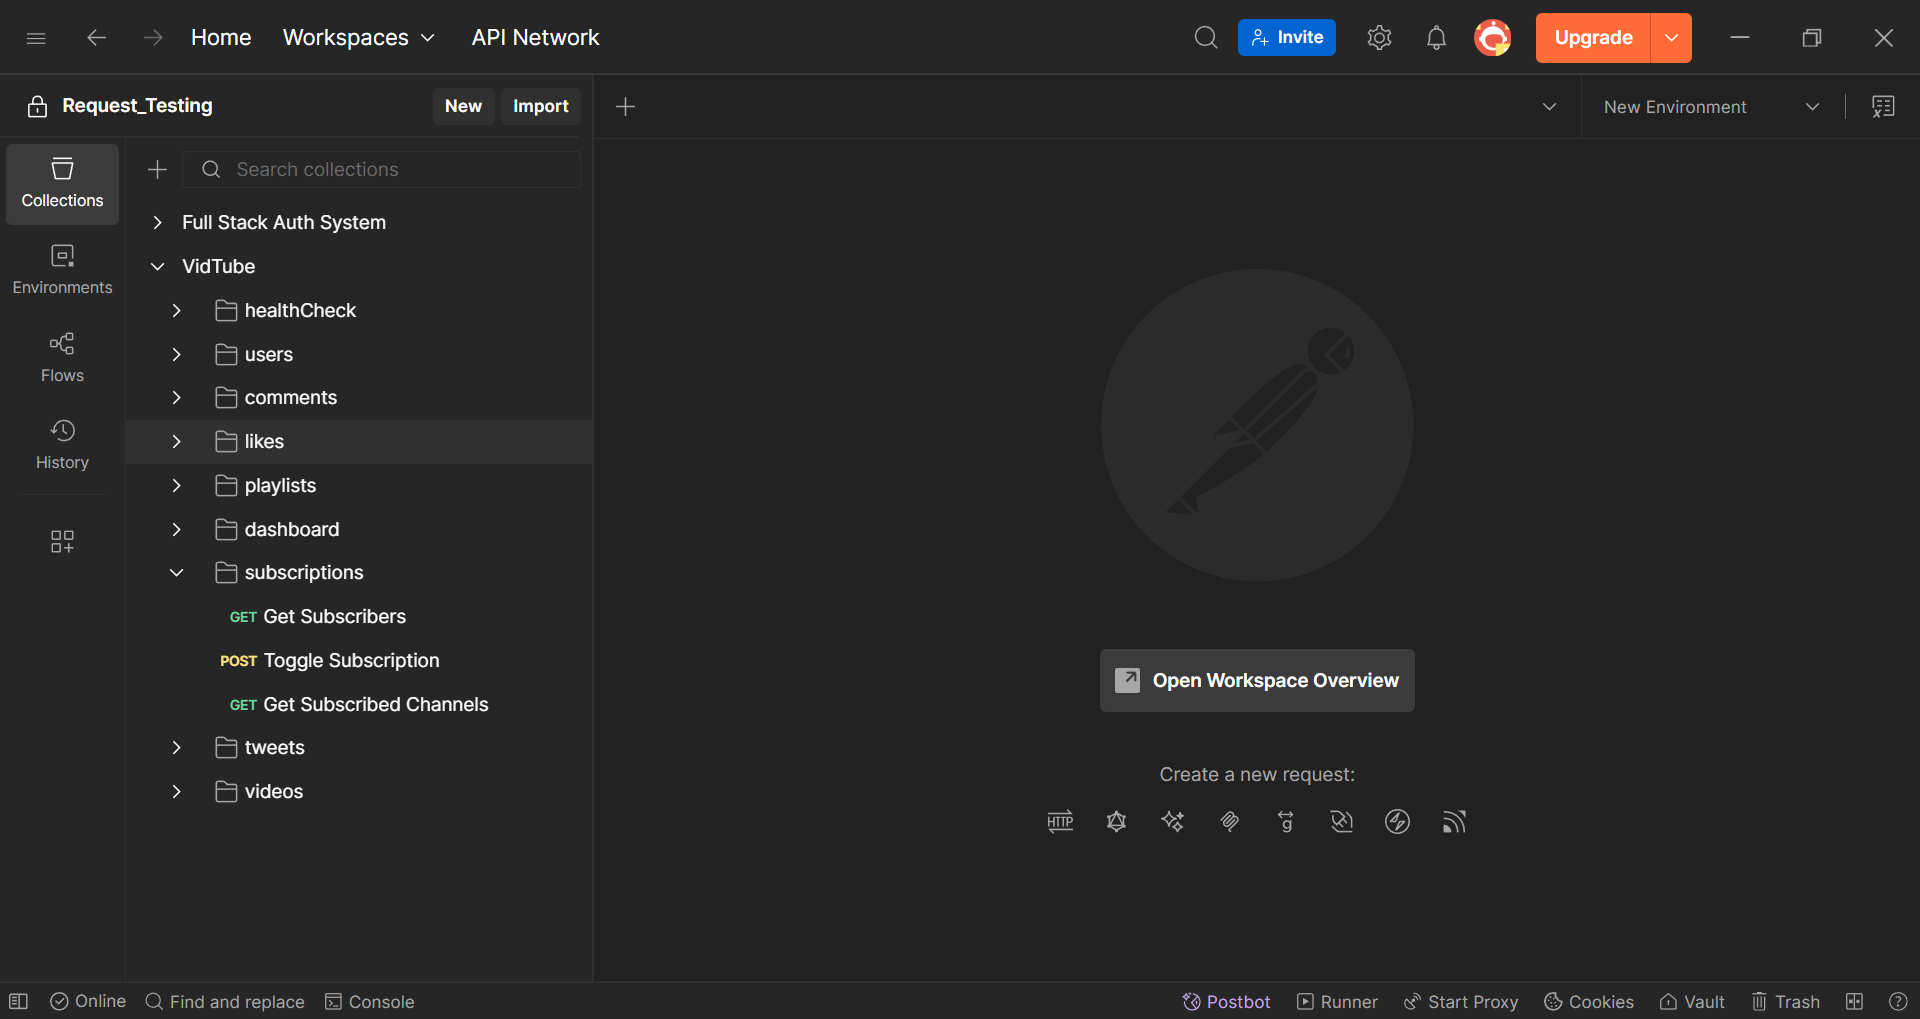 Home Workspaces API Network Invite Upgrade
Request_Testing New Import New Environment
Collections
Environments
Flows
History
Search collections
Full Stack Auth System
VidTube
healthCheck
users
comments
likes
playlists
dashboard
subscriptions
GET Get Subscribers
POST Toggle Subscription
GET Get Subscribed Channels
tweets
videos
Open Workspace Overview
Create a new request:
HTTP g
Online Find and replace Console Postbot Runner Start Proxy Cookies Vault Trash